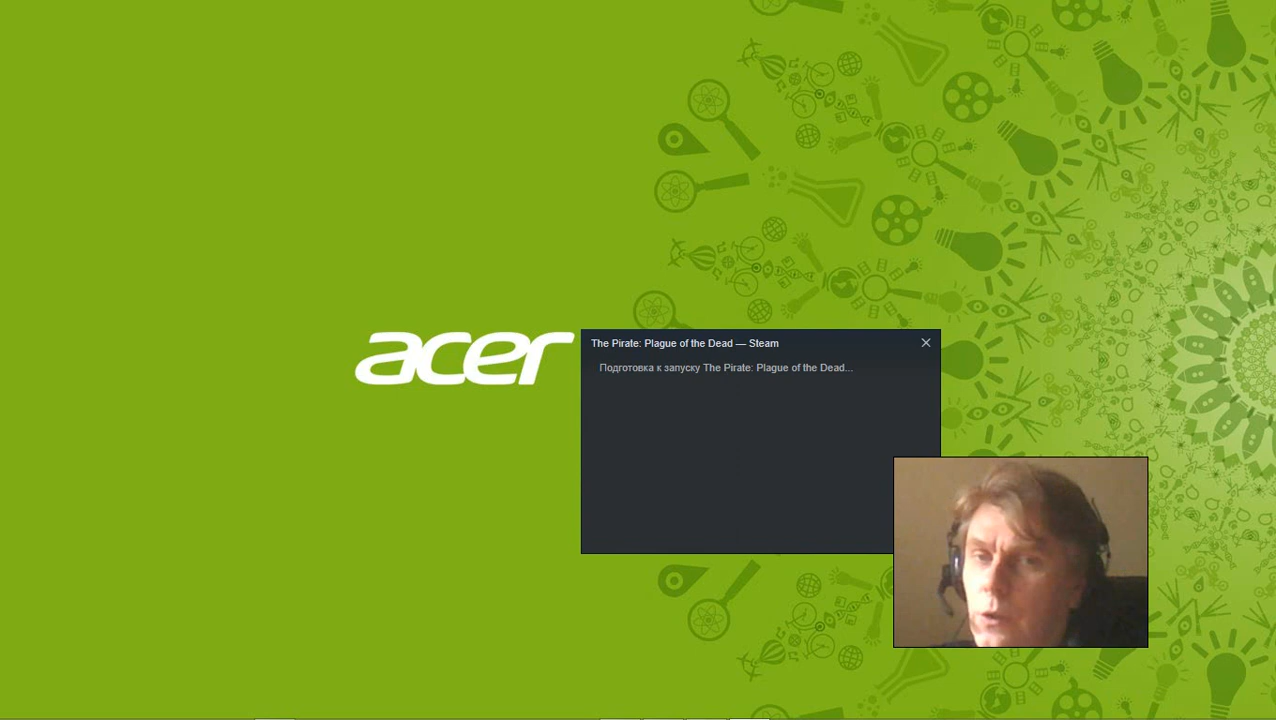 acer
The Pirate: Plague of the Dead — Steam
Подготовка к запуску The Pirate: Plague of the Dead...